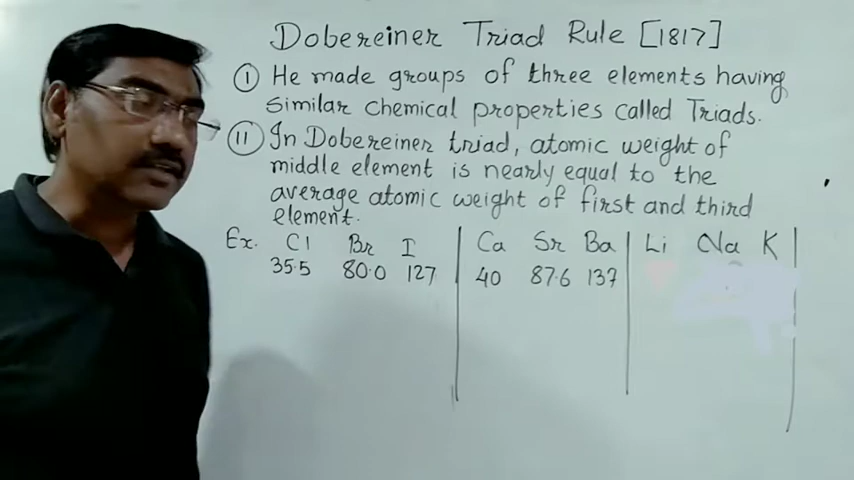 Dobereiner Triad Rule [1817]
I He made groups of three elements having
similar chemical properties called Triads.
II In Dobereiner triad, atomic weight of
middle element is nearly equal to the
average atomic weight of first and third
element.
Ex. Cl Br I Ca Sr Ba Li Na K
35.5 80.0 127 40 87.6 137